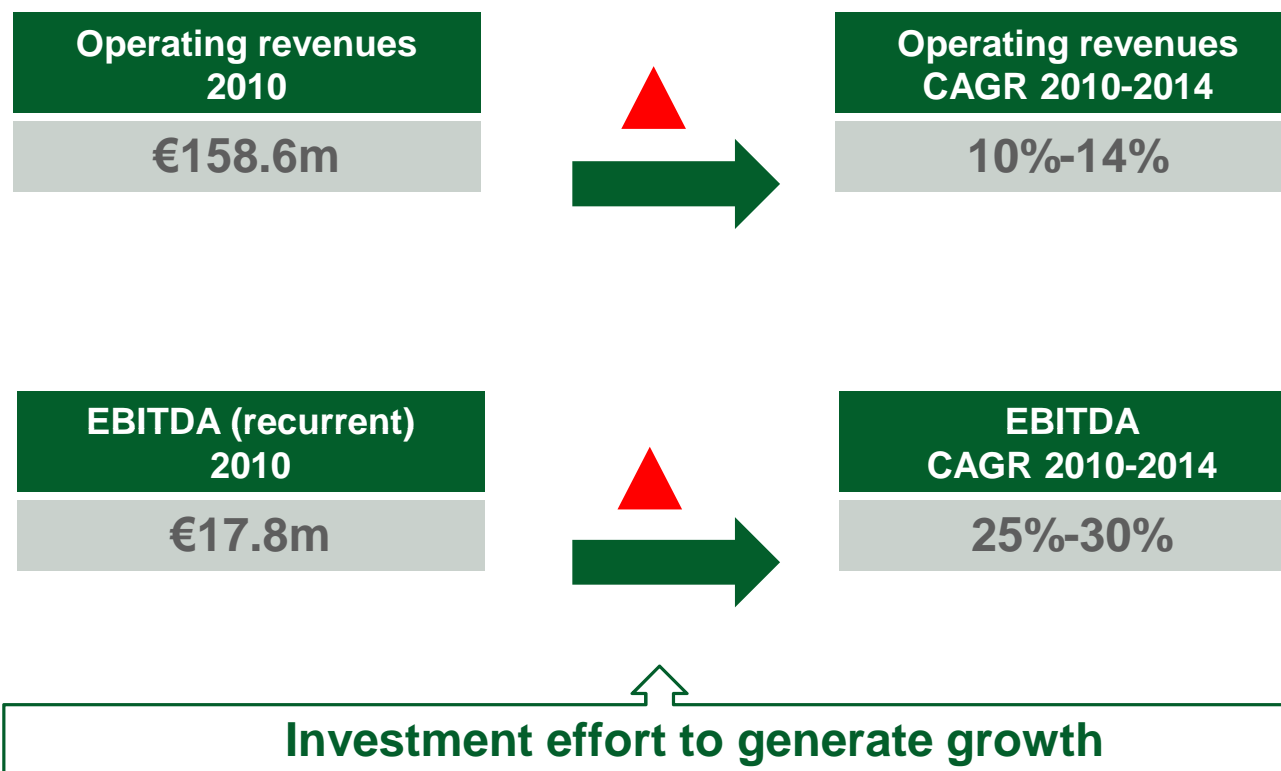 Operating revenues
2010
€158.6m
Operating revenues
CAGR 2010-2014
10%-14%
EBITDA (recurrent)
2010
€17.8m
EBITDA
CAGR 2010-2014
25%-30%
Investment effort to generate growth